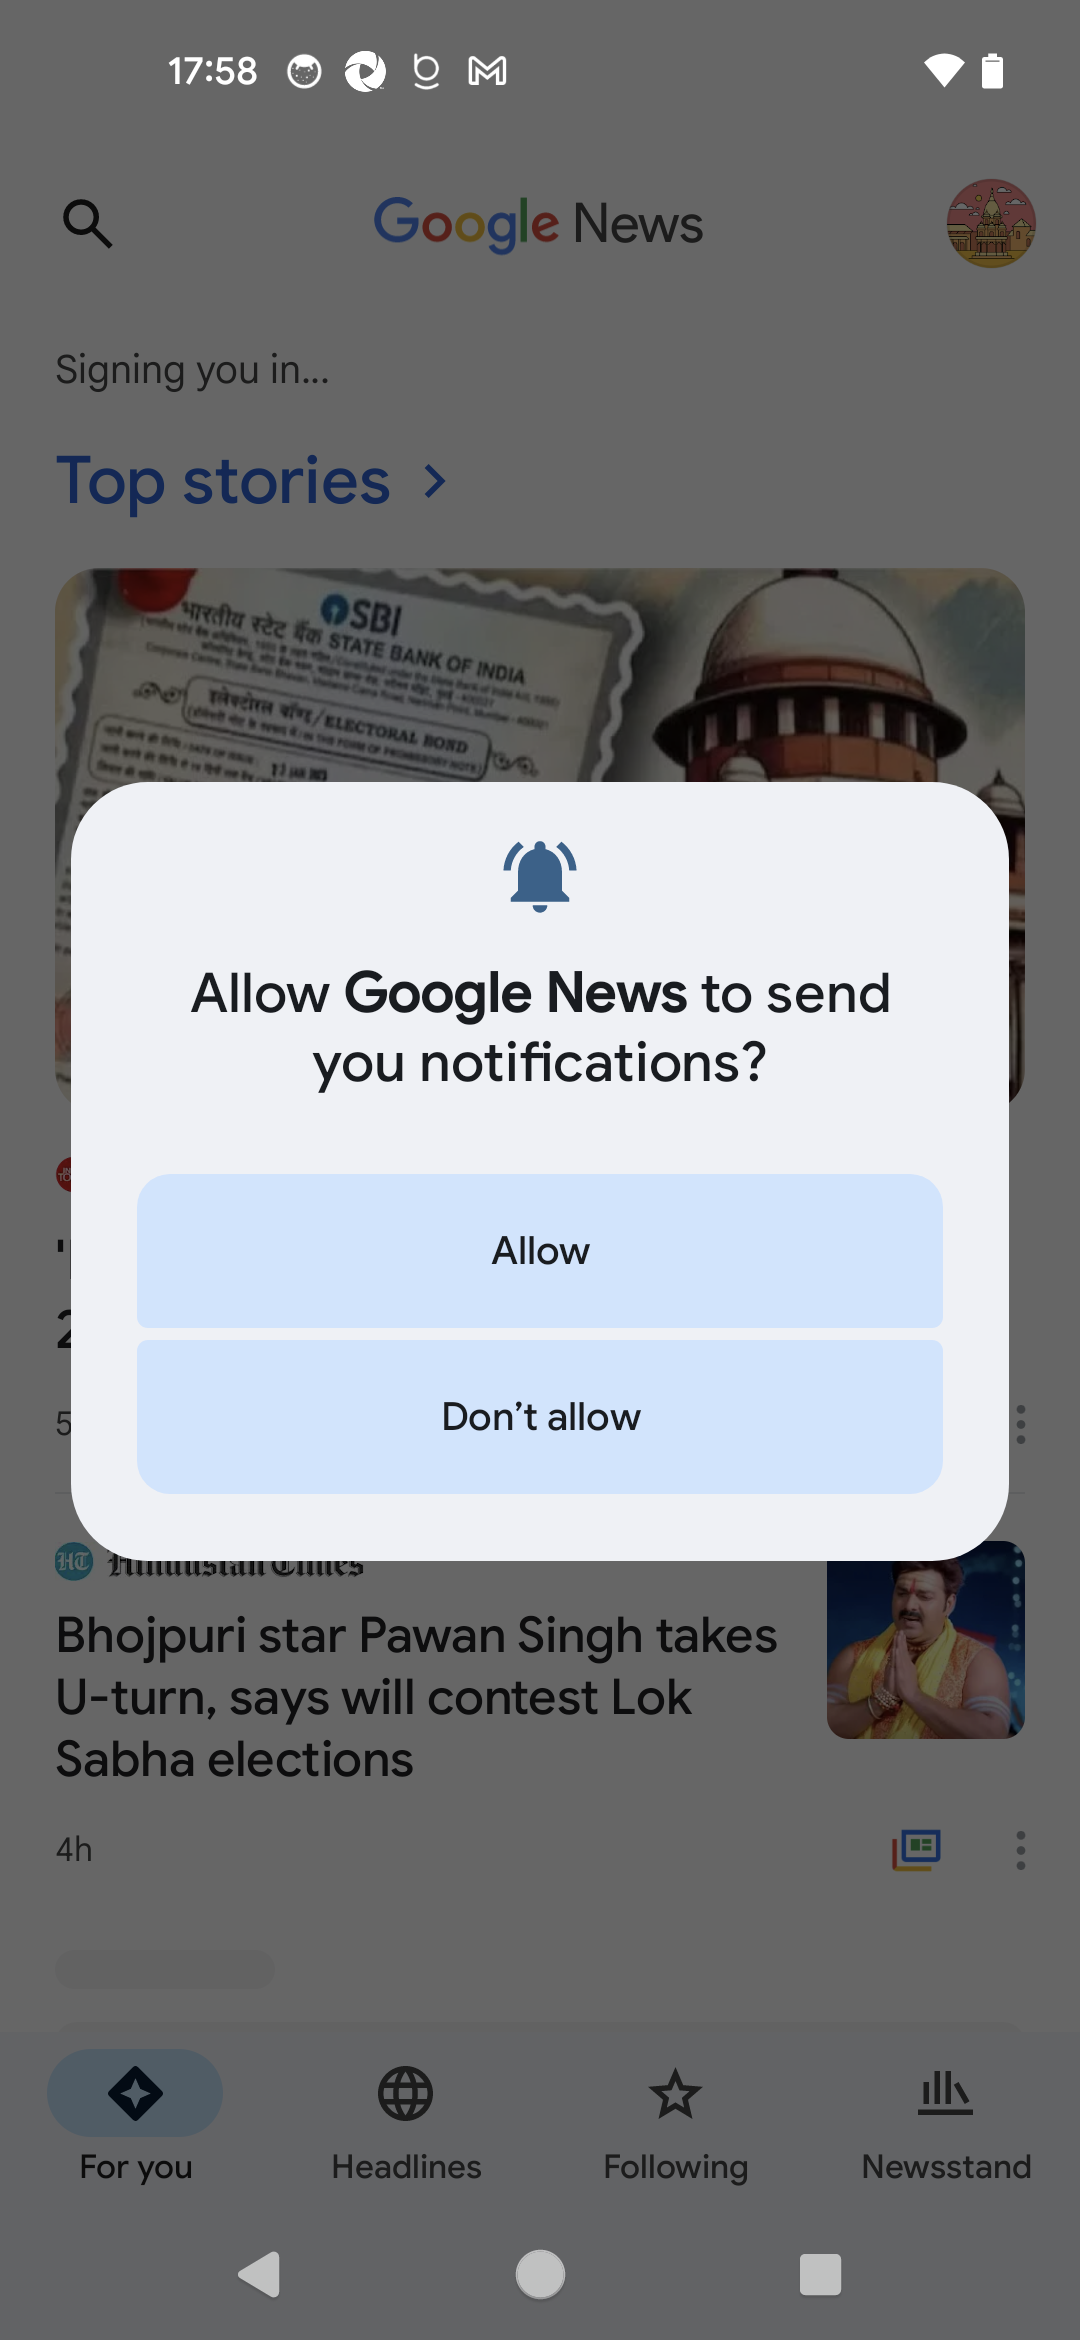 17:58
Google News
Signing you in...
Top stories
SBI
भारतीय स्टेट बैंक STATE BANK OF INDIA
इलेक्टोरल बॉण्ड/ELECTORAL BOND
Allow Google News to send
you notifications?
Allow
Don't allow
HT Hindustan Times
Bhojpuri star Pawan Singh takes
U-turn, says will contest Lok
Sabha elections
4h
For you
Headlines
Following
Newsstand